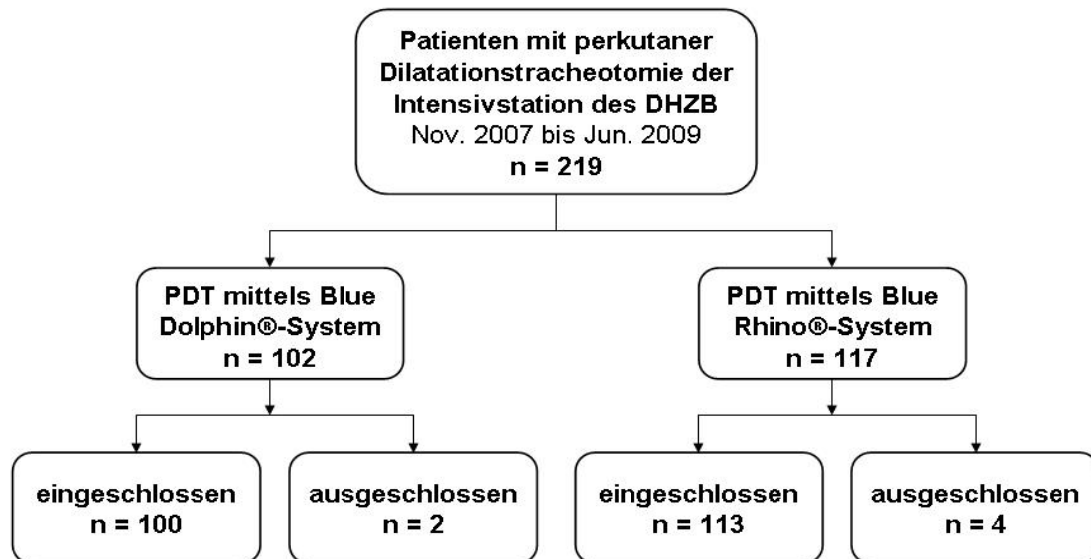 Patienten mit perkutaner
Dilatationstracheotomie der
Intensivstation des DHZB
Nov. 2007 bis Jun. 2009
n = 219
PDT mittels Blue
Dolphin®-System
n = 102
PDT mittels Blue
Rhino®-System
n = 117
eingeschlossen
n = 100
ausgeschlossen
n = 2
eingeschlossen
n = 113
ausgeschlossen
n = 4